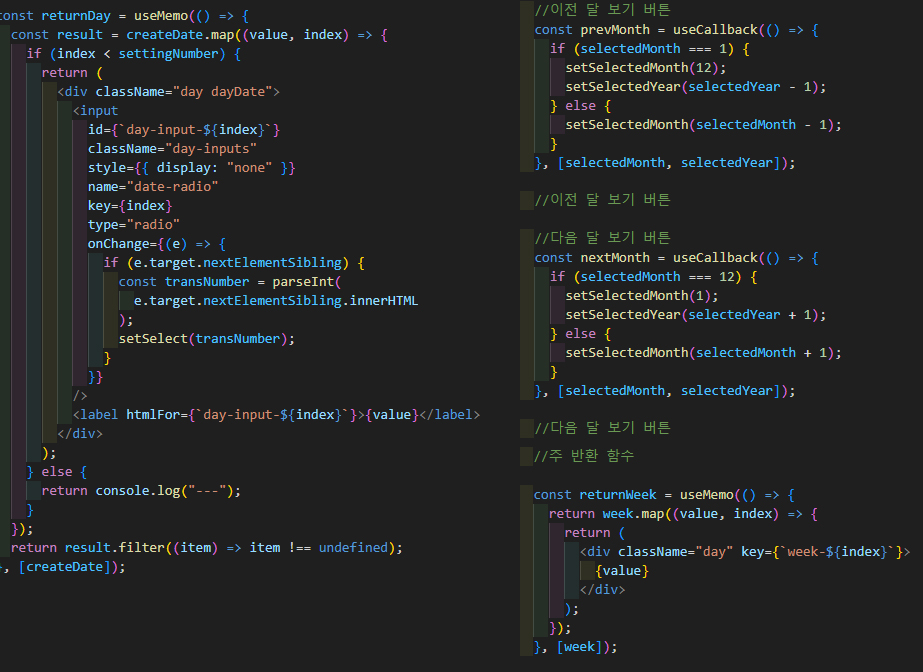 const returnDay = useMemo(() => {
const result = createDate.map((value, index) => {
if (index < settingNumber) {
return (
<div className="day dayDate">
<input
id={`day-input-${index}`}
className="day-inputs"
style={{ display: "none" }}
name="date-radio"
key={index}
type="radio"
onChange={(e) => {
if (e.target.nextElementSibling) {
const transNumber = parseInt(
e.target.nextElementSibling.innerHTML
);
setSelect(transNumber);
}
}}
/>
<label htmlFor={`day-input-${index}`}>{value}</label>
</div>
);
} else {
return console.log("---");
}
});
return result.filter((item) => item !== undefined);
}, [createDate]);
//이전 달 보기 버튼
const prevMonth = useCallback(() => {
if (selectedMonth === 1) {
setSelectedMonth(12);
setSelectedYear(selectedYear - 1);
} else {
setSelectedMonth(selectedMonth - 1);
}
}, [selectedMonth, selectedYear]);
//이전 달 보기 버튼
//다음 달 보기 버튼
const nextMonth = useCallback(() => {
if (selectedMonth === 12) {
setSelectedMonth(1);
setSelectedYear(selectedYear + 1);
} else {
setSelectedMonth(selectedMonth + 1);
}
}, [selectedMonth, selectedYear]);
//다음 달 보기 버튼
//주 반환 함수
const returnWeek = useMemo(() => {
return week.map((value, index) => {
return (
<div className="day" key={`week-${index}`}>
{value}
</div>
);
});
}, [week]);